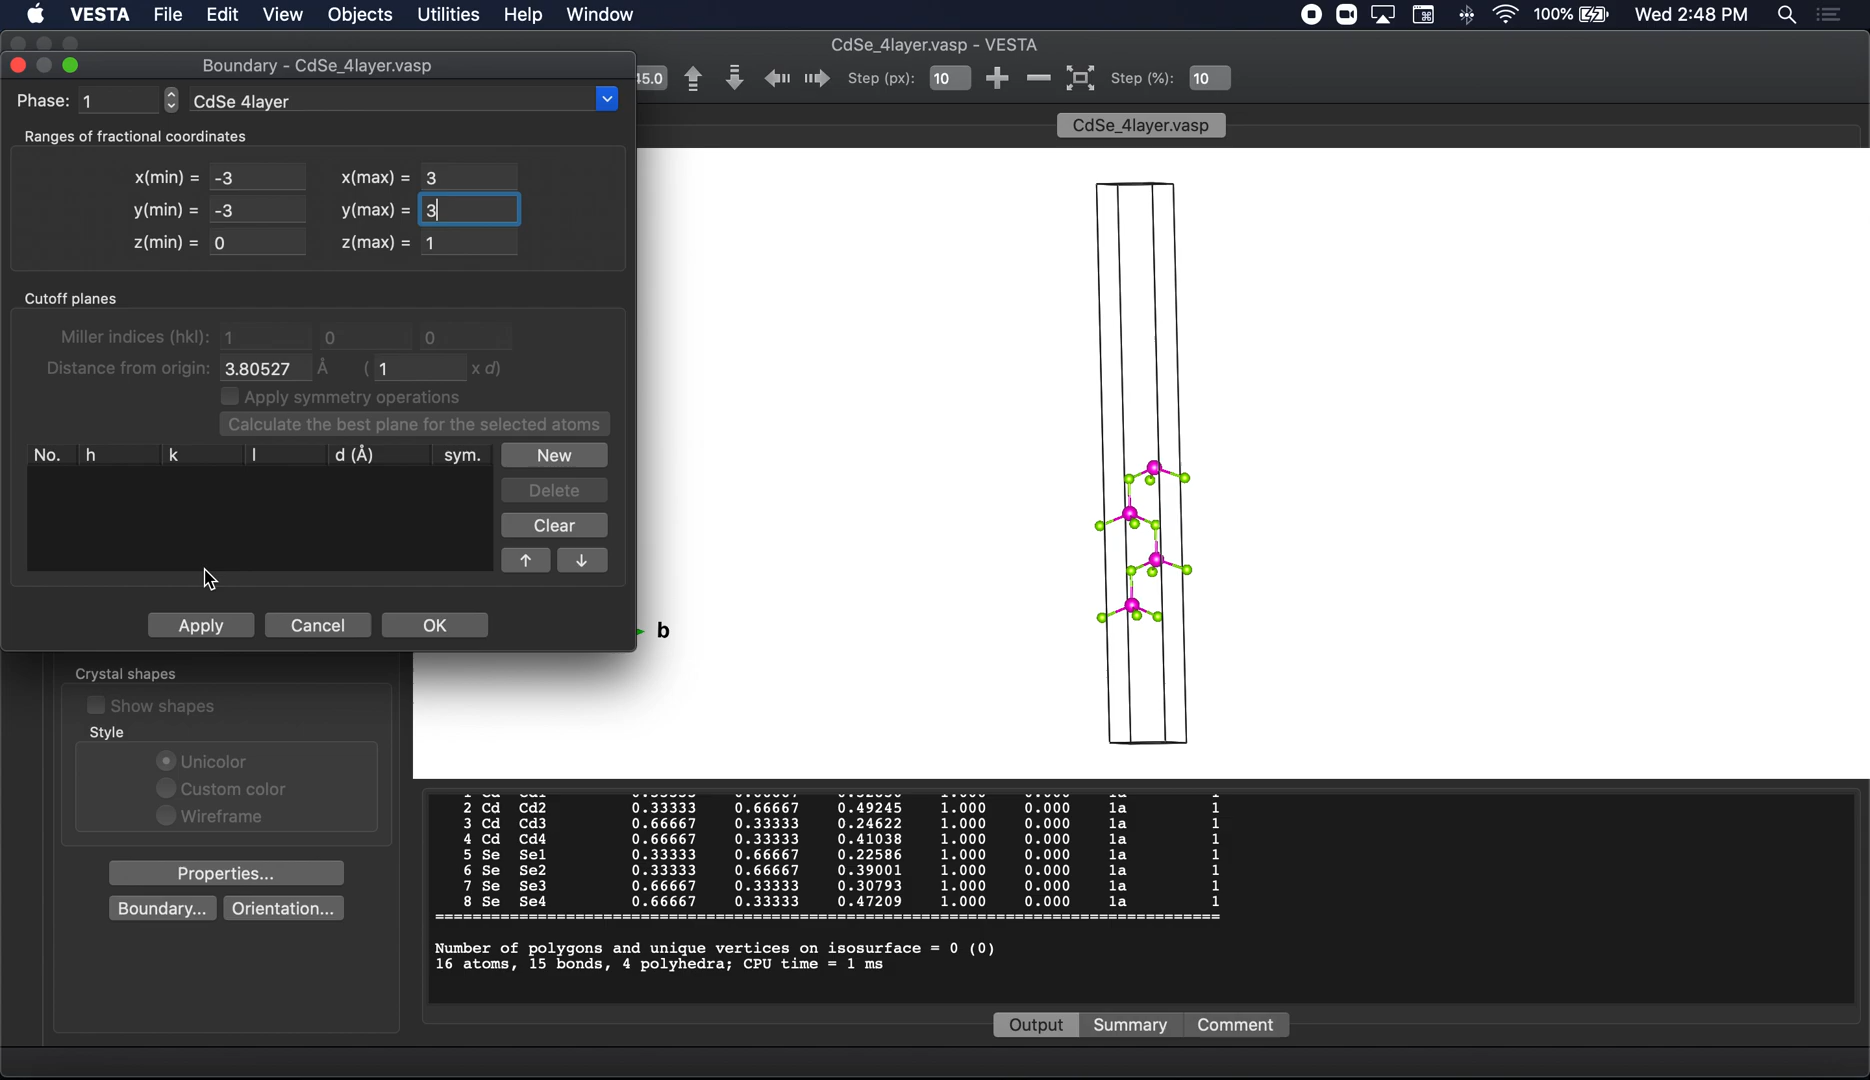 VESTA File Edit View Objects Utilities Help Window 100% Wed 2:48 PM
CdSe_4layer.vasp - VESTA
Boundary - CdSe_4layer.vasp
45.0 Step (px): 10 Step (%): 10
Phase: 1 CdSe 4layer
CdSe_4layer.vasp
Ranges of fractional coordinates
x(min) = -3 x(max) = 3
y(min) = -3 y(max) = 3
z(min) = 0 z(max) = 1
Cutoff planes
Miller indices (hkl): 1 0 0
Distance from origin: 3.80527 Å ( 1 x d)
Apply symmetry operations
Calculate the best plane for the selected atoms
No. h k l d (Å) sym.
New
Delete
Clear
↑ ↓
Apply Cancel OK
b
Crystal shapes
Show shapes
Style
Unicolor
Custom color
Wireframe
Properties...
Boundary... Orientation...
2 Cd Cd2 0.33333 0.66667 0.49245 1.000 0.000 1a 1
3 Cd Cd3 0.66667 0.33333 0.24622 1.000 0.000 1a 1
4 Cd Cd4 0.66667 0.33333 0.41038 1.000 0.000 1a 1
5 Se Se1 0.33333 0.66667 0.22586 1.000 0.000 1a 1
6 Se Se2 0.33333 0.66667 0.39001 1.000 0.000 1a 1
7 Se Se3 0.66667 0.33333 0.30793 1.000 0.000 1a 1
8 Se Se4 0.66667 0.33333 0.47209 1.000 0.000 1a 1
Number of polygons and unique vertices on isosurface = 0 (0)
16 atoms, 15 bonds, 4 polyhedra; CPU time = 1 ms
Output Summary Comment